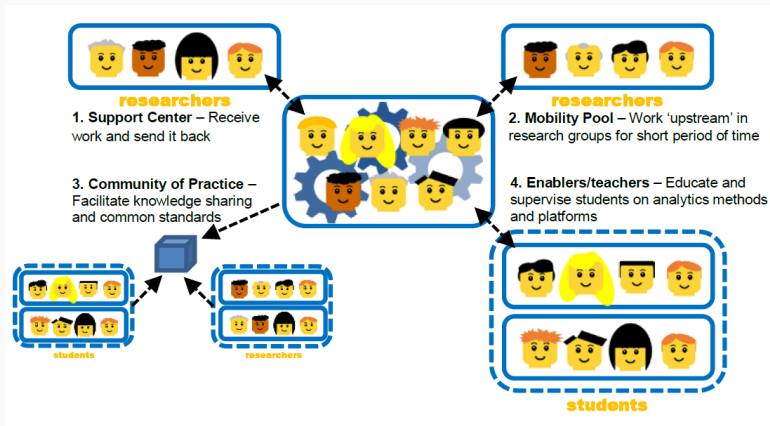 researchers
1. Support Center – Receive
work and send it back
researchers
2. Mobility Pool – Work ‘upstream’ in
research groups for short period of time
3. Community of Practice –
Facilitate knowledge sharing
and common standards
4. Enablers/teachers – Educate and
supervise students on analytics methods
and platforms
students
researchers
students